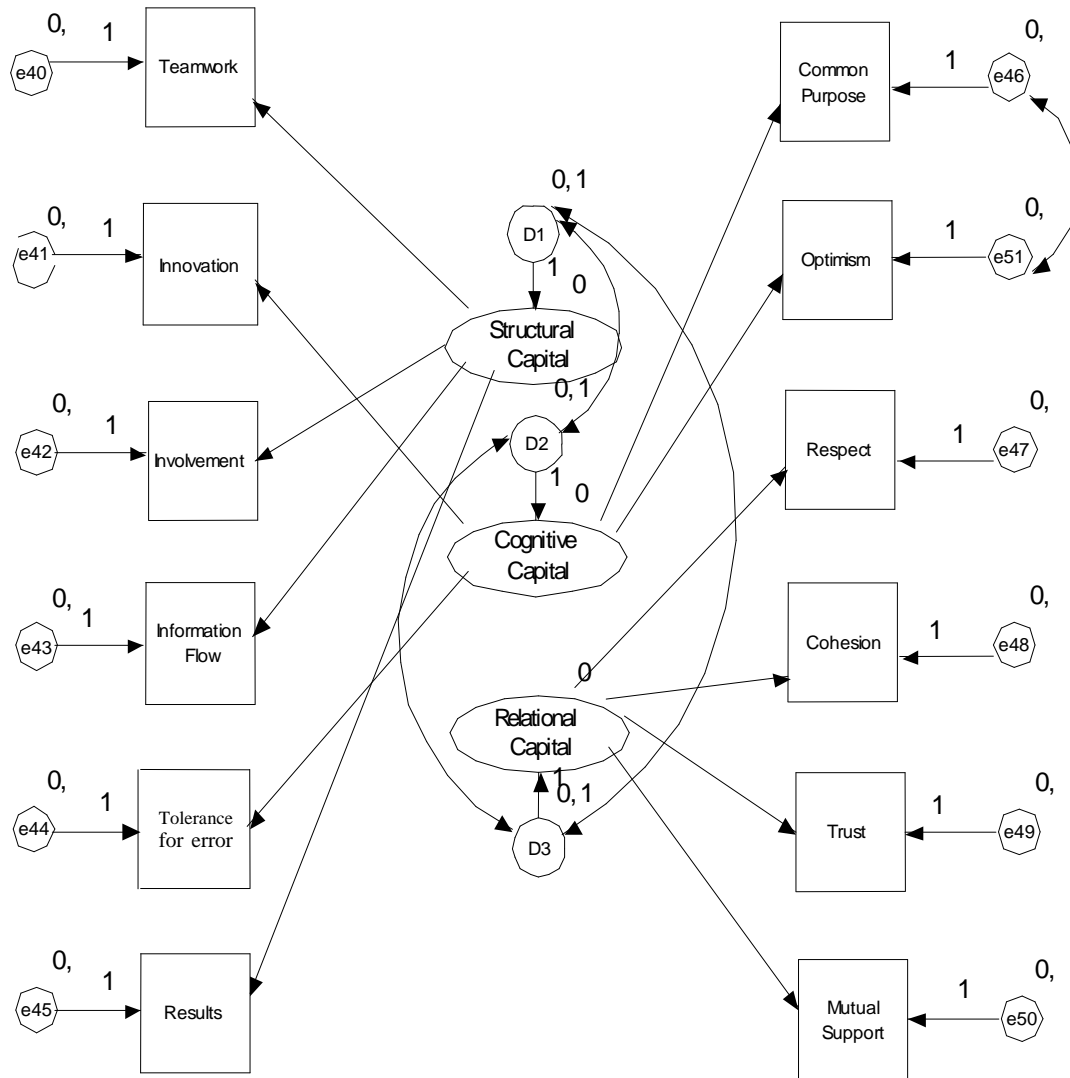 0,
1
e40
Teamwork
0,
1
e41
Innovation
0,
1
e42
Involvement
0,
1
e43
Information
Flow
0,
1
e44
Tolerance
for error
0,
1
e45
Results
0, 1
D1
1
0
Structural
Capital
0, 1
D2
1
0
Cognitive
Capital
0
Relational
Capital
1
0, 1
D3
Common
Purpose
1
0,
e46
Optimism
1
0,
e51
Respect
1
0,
e47
Cohesion
1
0,
e48
Trust
1
0,
e49
Mutual
Support
1
0,
e50